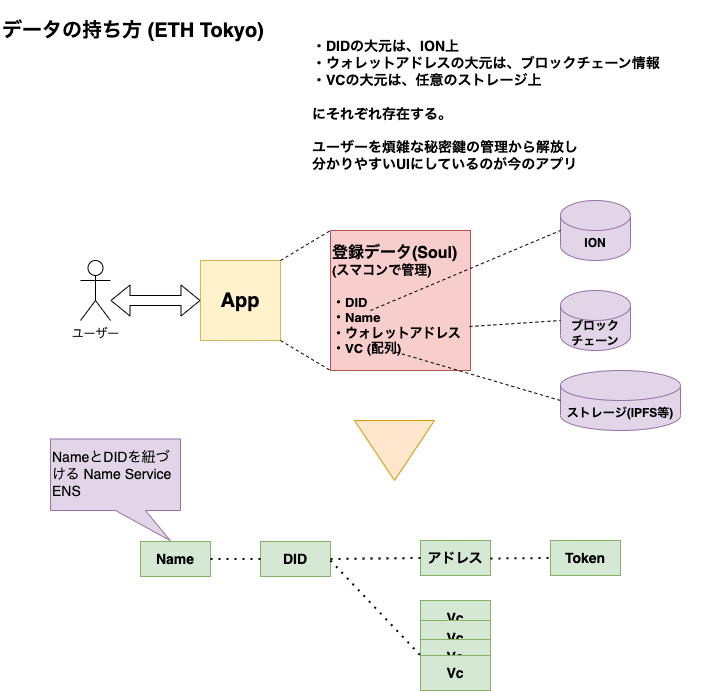 データの持ち方 (ETH Tokyo)
・DIDの大元は、ION上
・ウォレットアドレスの大元は、ブロックチェーン情報
・VCの大元は、任意のストレージ上
にそれぞれ存在する。
ユーザーを煩雑な秘密鍵の管理から解放し
分かりやすいUIにしているのが今のアプリ
ユーザー
App
登録データ(Soul)
(スマコンで管理)
・DID
・Name
・ウォレットアドレス
・VC (配列)
ION
ブロック
チェーン
ストレージ(IPFS等)
NameとDIDを紐づ
ける Name Service
ENS
Name
DID
アドレス
Token
Vc
Vc
Vc
Vc